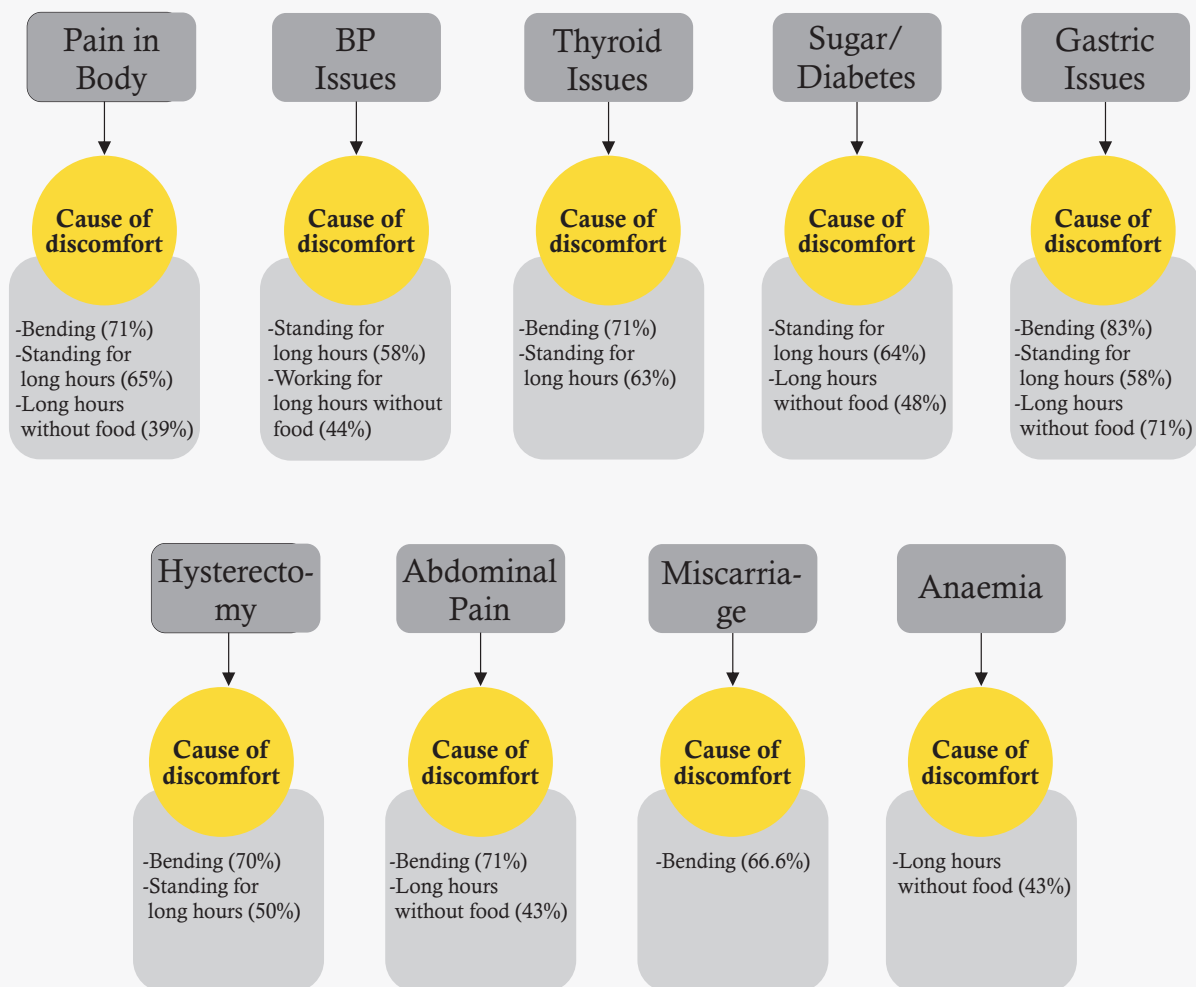 Pain in
Body
BP
Issues
Thyroid
Issues
Sugar/
Diabetes
Gastric
Issues
Cause of
discomfort
-Bending (71%)
-Standing for
long hours (65%)
-Long hours
without food (39%)
Cause of
discomfort
-Standing for
long hours (58%)
-Working for
long hours without
food (44%)
Cause of
discomfort
-Bending (71%)
-Standing for
long hours (63%)
Cause of
discomfort
-Standing for
long hours (64%)
-Long hours
without food (48%)
Cause of
discomfort
-Bending (83%)
-Standing for
long hours (58%)
-Long hours
without food (71%)
Hysterecto-
my
Abdominal
Pain
Miscarria-
ge
Anaemia
Cause of
discomfort
-Bending (70%)
-Standing for
long hours (50%)
Cause of
discomfort
-Bending (71%)
-Long hours
without food (43%)
Cause of
discomfort
-Bending (66.6%)
Cause of
discomfort
-Long hours
without food (43%)